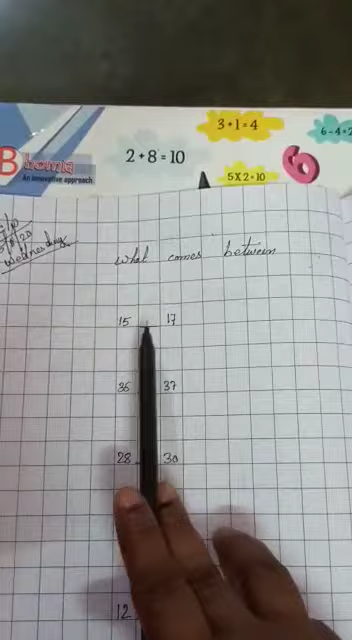 3+1=4
6-4=2
2+8=10
B
An innovative approach
5X2=10
6
Wednesday
what comes between
15 17
36 37
28 30
12